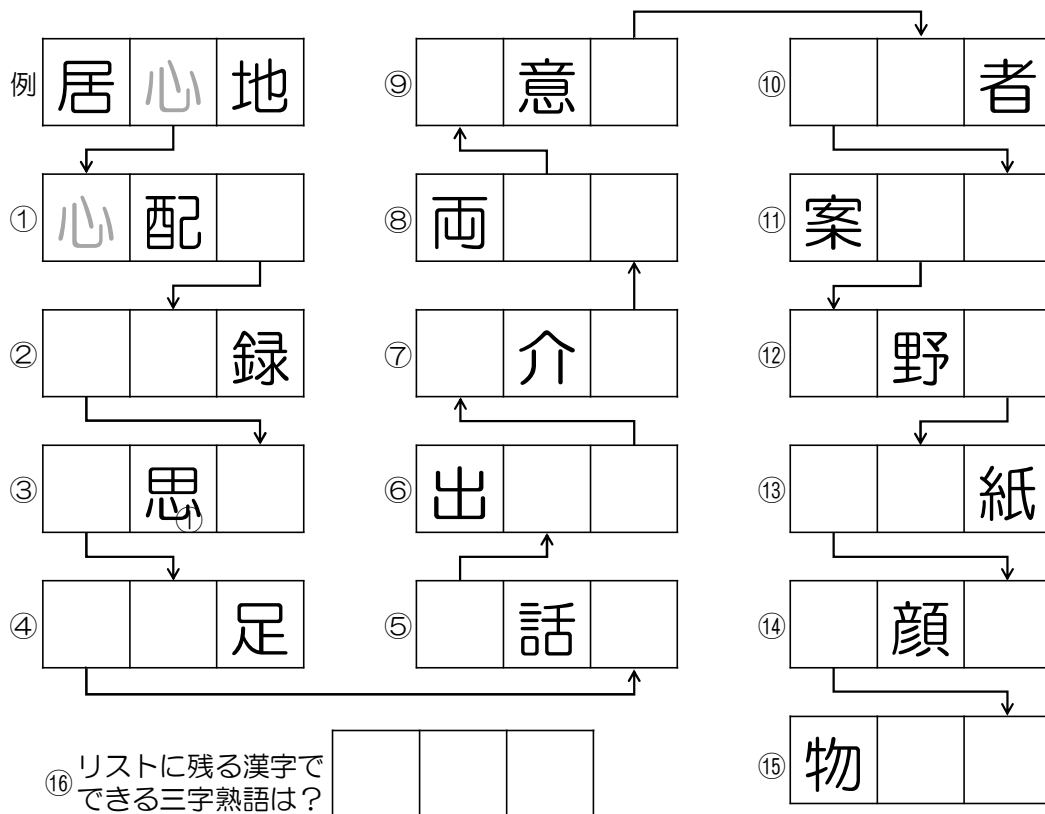 例 居心地
① 心配
② 録
③ 思①
④ 足
⑤ 話
⑥ 出
⑦ 介
⑧ 両
⑨ 意
⑩ 者
⑪ 案
⑫ 野
⑬ 紙
⑭ 顔
⑮ 物
⑯ リストに残る漢字で
できる三字熟語は？